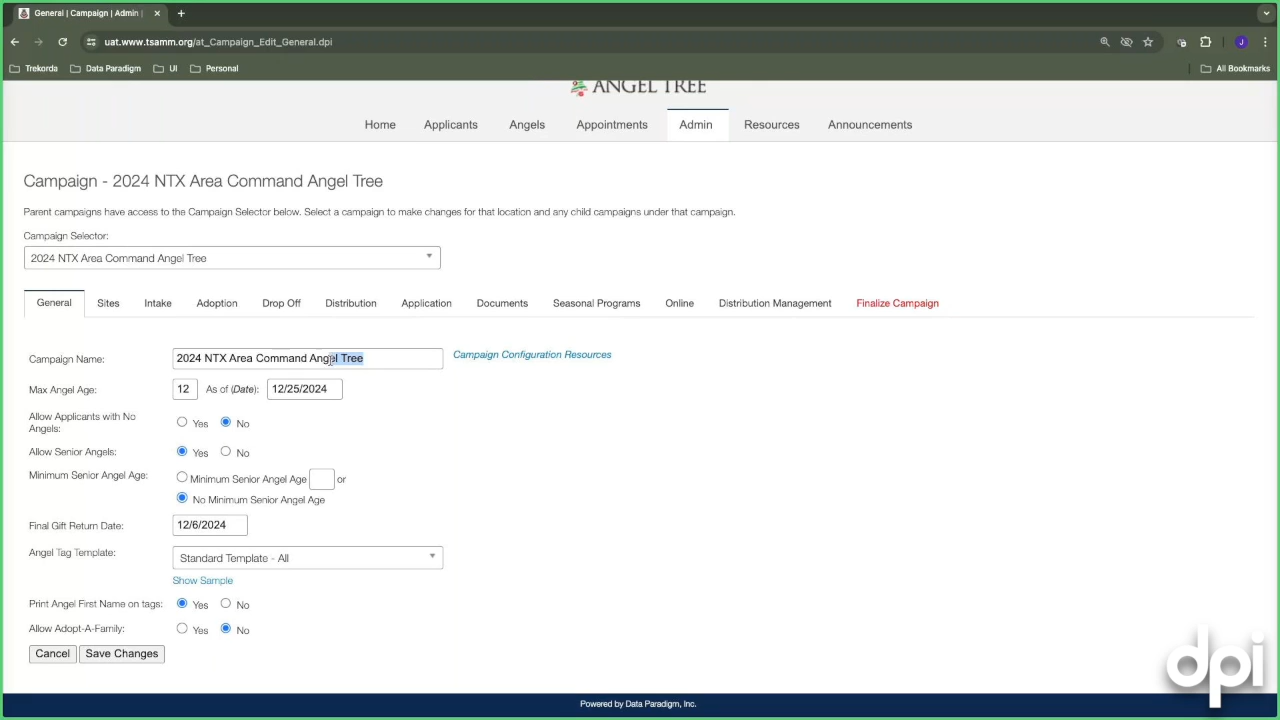 General | Campaign | Admin |
uat.www.tsamm.org/at_Campaign_Edit_General.dpi
J
Trekorda Data Paradigm UI Personal All Bookmarks
ANGEL TREE
Home Applicants Angels Appointments Admin Resources Announcements
Campaign - 2024 NTX Area Command Angel Tree
Parent campaigns have access to the Campaign Selector below. Select a campaign to make changes for that location and any child campaigns under that campaign.
Campaign Selector:
2024 NTX Area Command Angel Tree
General Sites Intake Adoption Drop Off Distribution Application Documents Seasonal Programs Online Distribution Management Finalize Campaign
Campaign Name: 2024 NTX Area Command Angel Tree Campaign Configuration Resources
Max Angel Age: 12 As of (Date): 12/25/2024
Allow Applicants with No
Angels: Yes No
Allow Senior Angels: Yes No
Minimum Senior Angel Age: Minimum Senior Angel Age or
No Minimum Senior Angel Age
Final Gift Return Date: 12/6/2024
Angel Tag Template: Standard Template - All
Show Sample
Print Angel First Name on tags: Yes No
Allow Adopt-A-Family: Yes No
Cancel Save Changes
dpi
Powered by Data Paradigm, Inc.